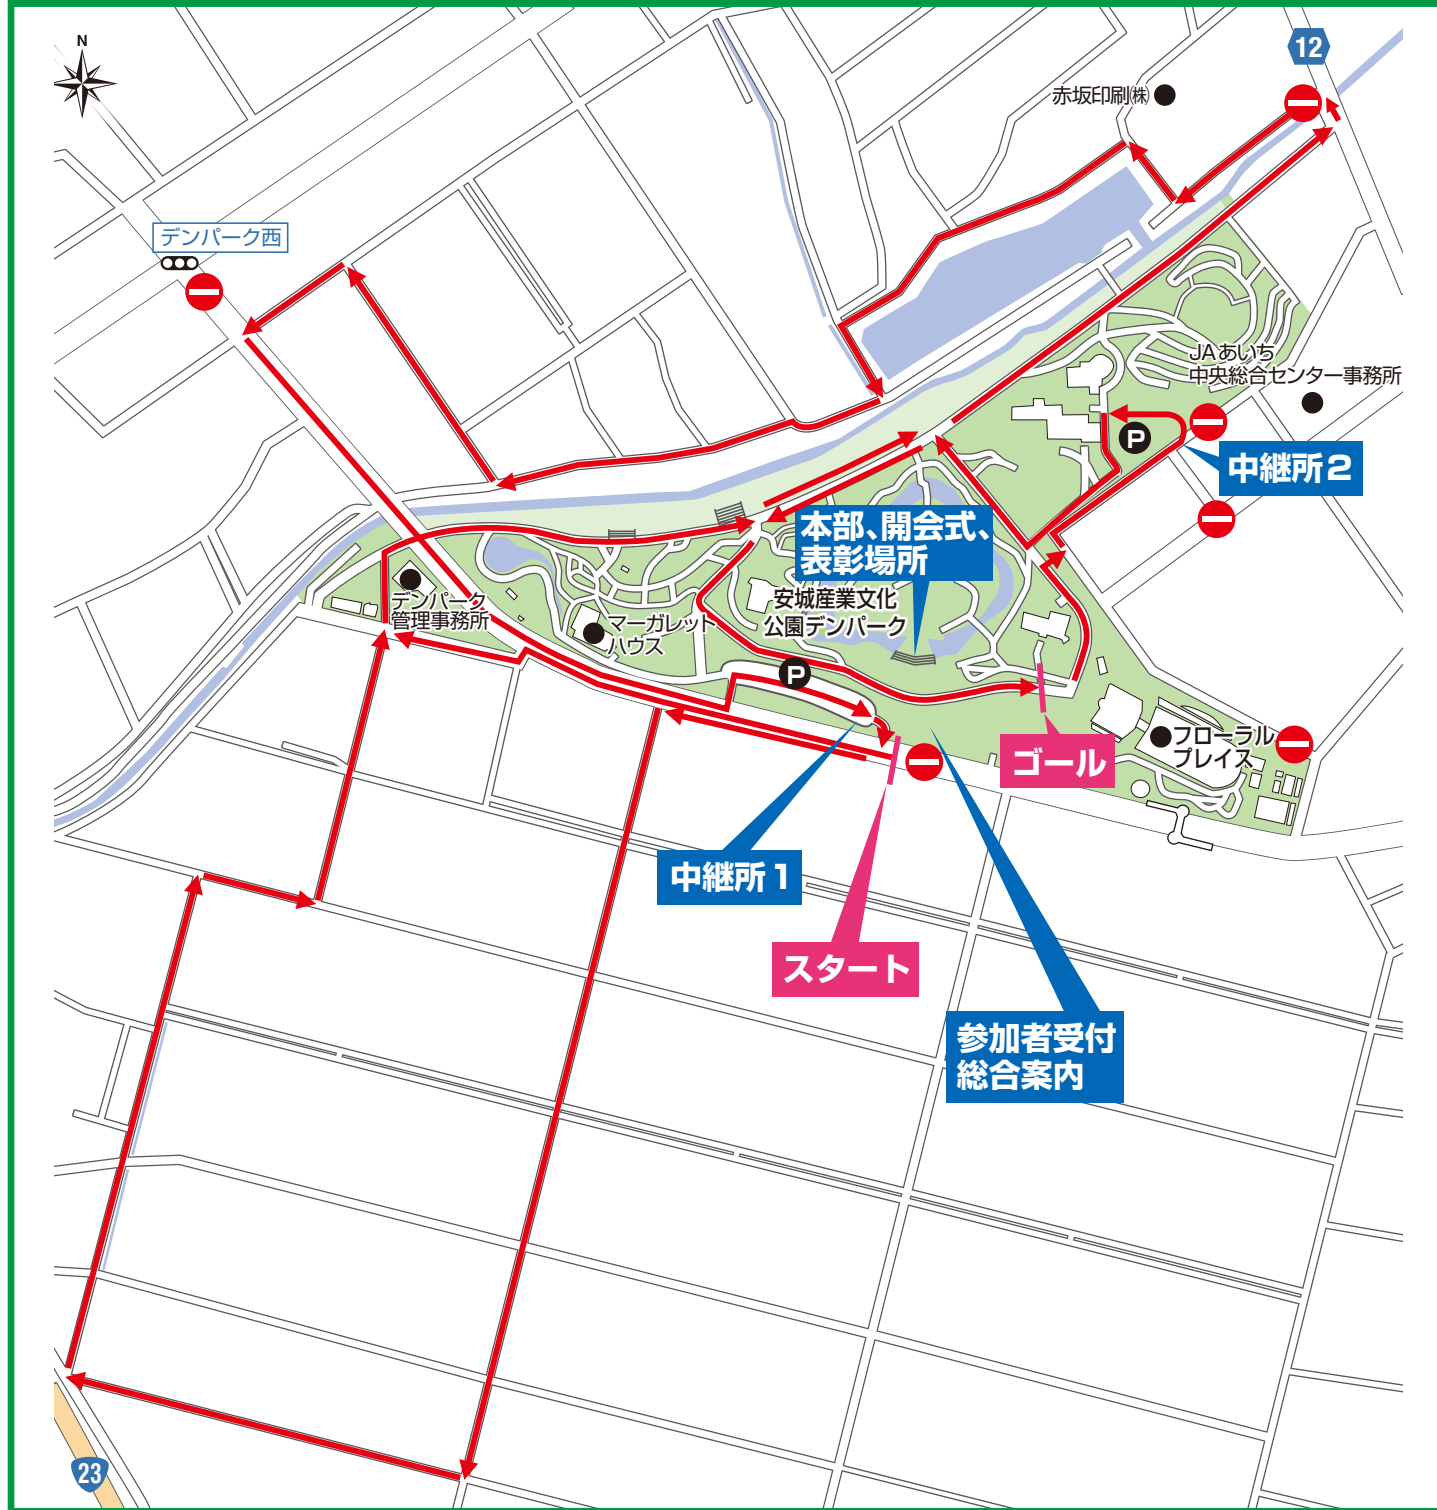 N
12
赤坂印刷㈱
デンパーク西
JAあいち
中央総合センター事務所
P
中継所2
本部、開会式、
表彰場所
安城産業文化
公園デンパーク
デンパーク
管理事務所
マーガレット
ハウス
P
フローラル
プレイス
ゴール
中継所1
スタート
参加者受付
総合案内
23